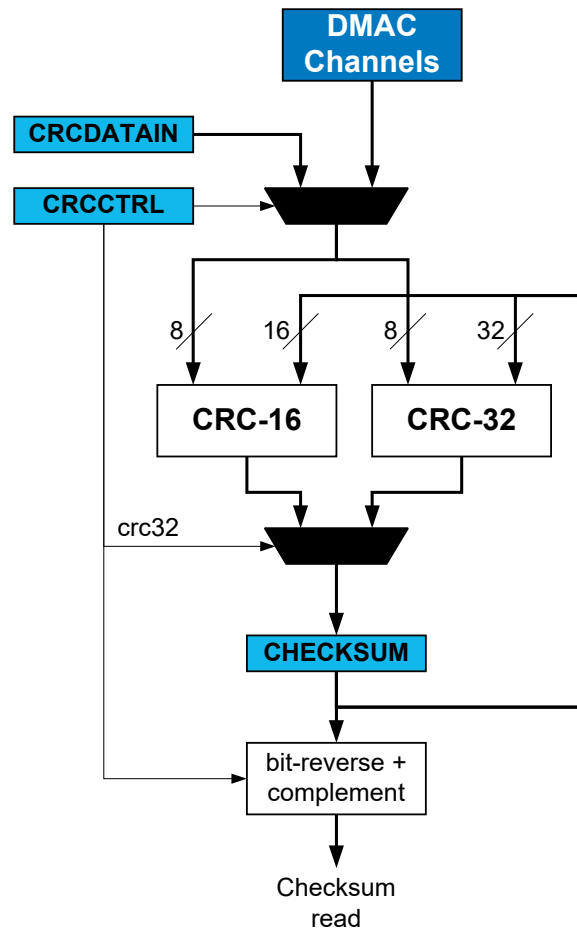 DMAC
Channels
CRCDATAIN
CRCCTRL
8
16
8
32
CRC-16
CRC-32
crc32
CHECKSUM
bit-reverse +
complement
Checksum
read